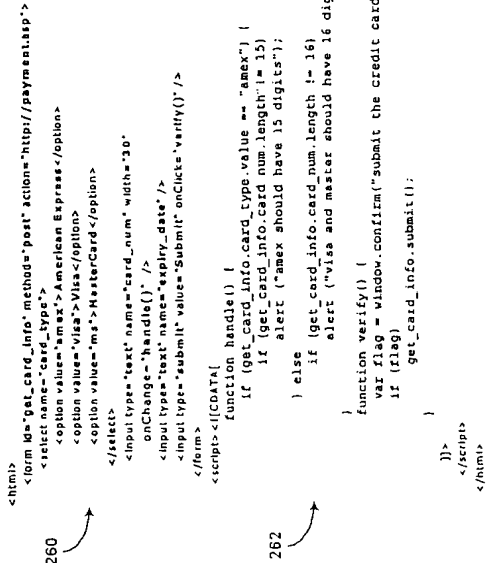 <html>
<form id="get_card_info" method="post" action="http://payment.asp">
<select name="card_type">
<option value="amex">American Express</option>
<option value="visa">Visa</option>
<option value="ms">MasterCard</option>
</select>
<input type="text" name="card_num" width="30"
onChange="handle()" />
<input type="text" name="expiry_date" />
<input type="submit" value="Submit" onClick="verify()" />
</form>
<script><![CDATA[
function handle() {
if (get_card_info.card_type.value == "amex") {
if (get_card_info.card_num.length != 15)
alert ("amex should have 15 digits");
} else
if (get_card_info.card_num.length != 16)
alert ("visa and master should have 16 dig
}
function verify() {
var flag = window.confirm("submit the credit card
if (flag)
get_card_info.submit();
}
]]>
</script>
</html>
260
262